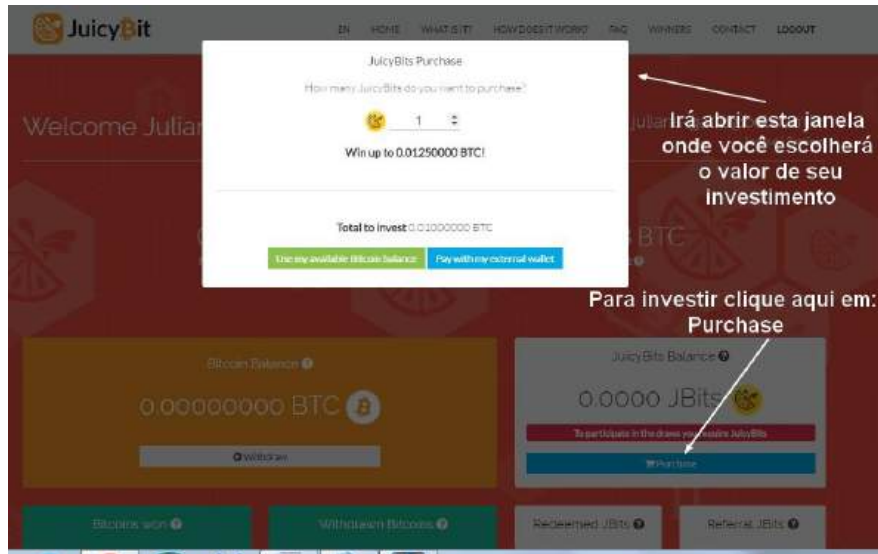 JuicyBit
EN HOME WHAT IS IT? HOW DOES IT WORK? FAQ WINNERS CONTACT LOGOUT
JuicyBits Purchase
How many JuicyBits do you want to purchase?
1
Win up to 0.01250000 BTC!
Total to invest 0.01000000 BTC
Use my available Bitcoin balance
Pay with my external wallet
Irá abrir esta janela
onde você escolherá
o valor de seu
investimento
Welcome
BTC
Para investir clique aqui em:
Purchase
Bitcoin Balance
0.00000000 BTC
Withdraw
JuicyBits Balance
0.0000 JBits
To participate in the draws you require JuicyBits
Purchase
Bitcoins won
Withdrawn Bitcoins
Redeemed JBits
Referral JBits